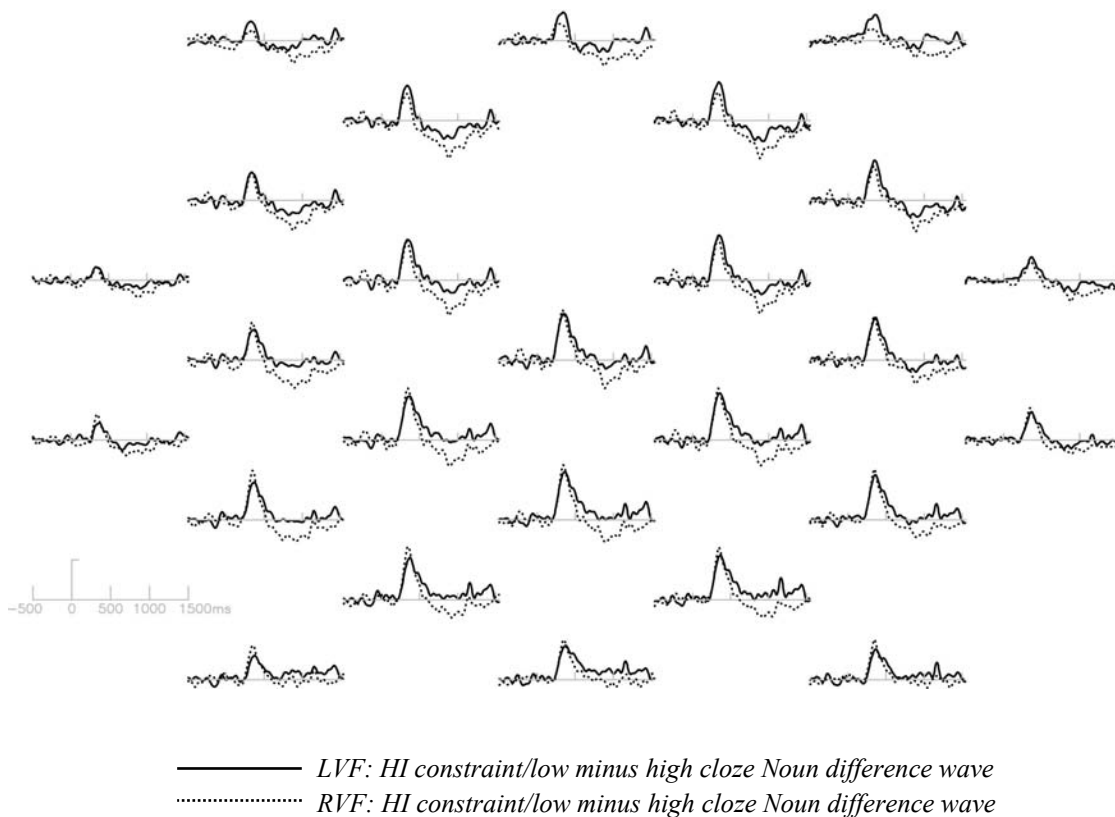 -500 0 500 1000 1500ms
LVF: HI constraint/low minus high cloze Noun difference wave
RVF: HI constraint/low minus high cloze Noun difference wave